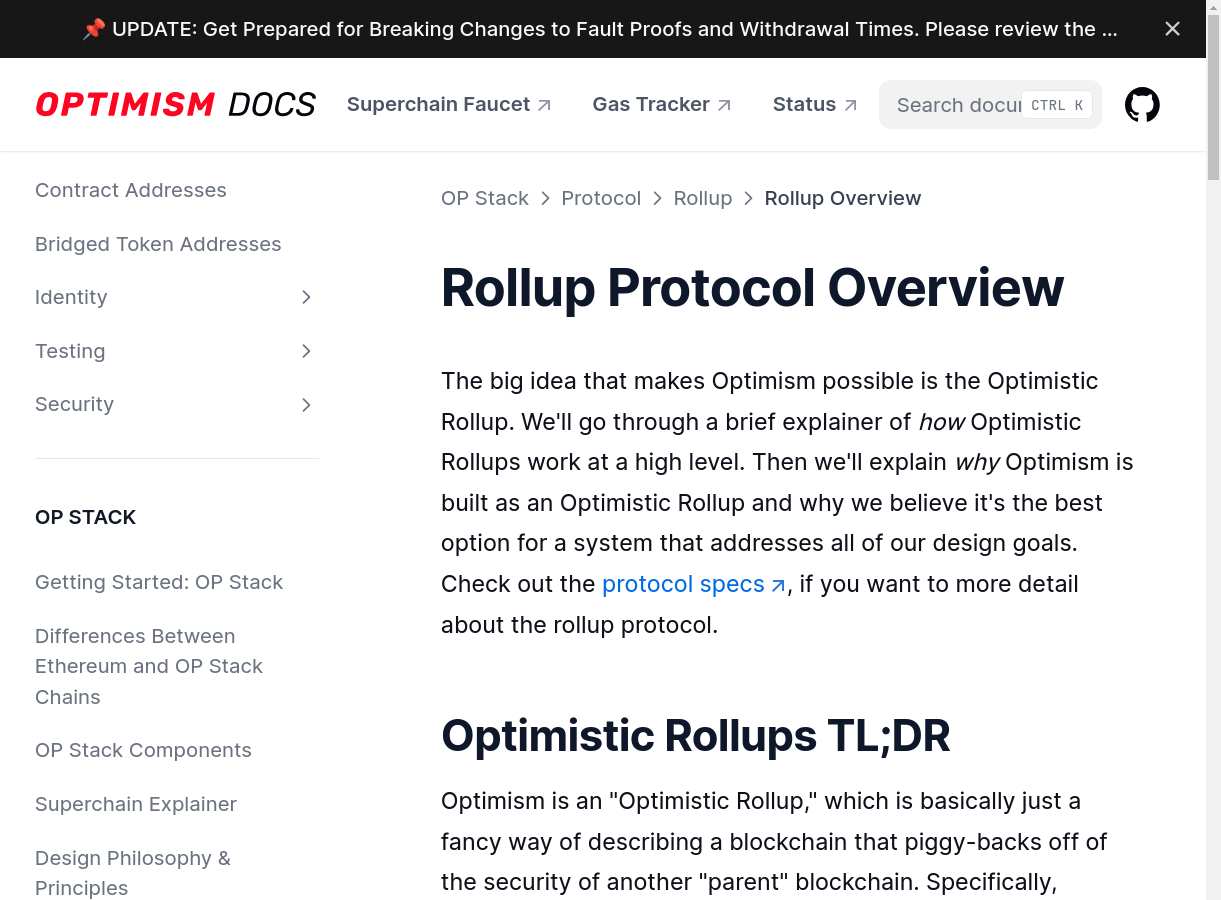 📌 UPDATE: Get Prepared for Breaking Changes to Fault Proofs and Withdrawal Times. Please review the ...
OPTIMISM DOCS
Superchain Faucet
Gas Tracker
Status
Search docu
CTRL K
Contract Addresses
Bridged Token Addresses
Identity
Testing
Security
OP STACK
Getting Started: OP Stack
Differences Between
Ethereum and OP Stack
Chains
OP Stack Components
Superchain Explainer
Design Philosophy &
Principles
OP Stack > Protocol > Rollup > Rollup Overview
Rollup Protocol Overview
The big idea that makes Optimism possible is the Optimistic
Rollup. We'll go through a brief explainer of how Optimistic
Rollups work at a high level. Then we'll explain why Optimism is
built as an Optimistic Rollup and why we believe it's the best
option for a system that addresses all of our design goals.
Check out the protocol specs, if you want to more detail
about the rollup protocol.
Optimistic Rollups TL;DR
Optimism is an "Optimistic Rollup," which is basically just a
fancy way of describing a blockchain that piggy-backs off of
the security of another "parent" blockchain. Specifically,